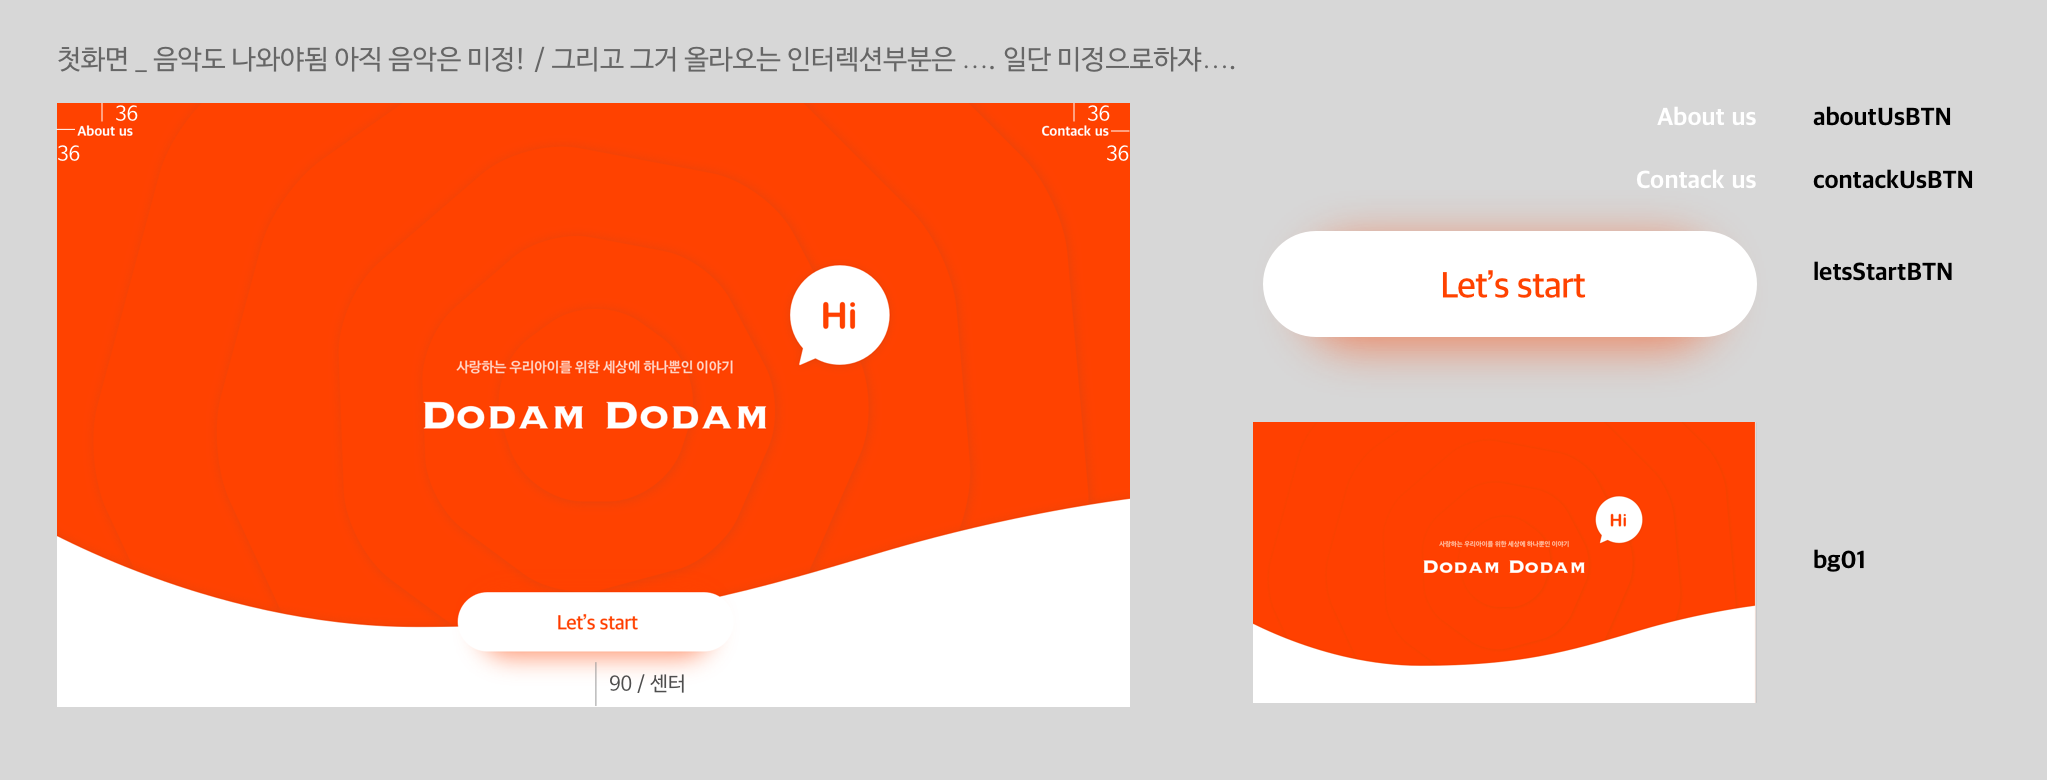 첫화면 _ 음악도 나와야됨 아직 음악은 미정! / 그리고 그거 올라오는 인터렉션부분은 …. 일단 미정으로하쟈….
36
About us
36
36
Contack us
36
Hi
사랑하는 우리아이를 위한 세상에 하나뿐인 이야기
DODAM DODAM
Let's start
90 / 센터
About us aboutUsBTN
Contack us contackUsBTN
Let's start letsStartBTN
Hi
사랑하는 우리아이를 위한 세상에 하나뿐인 이야기
DODAM DODAM
bg01